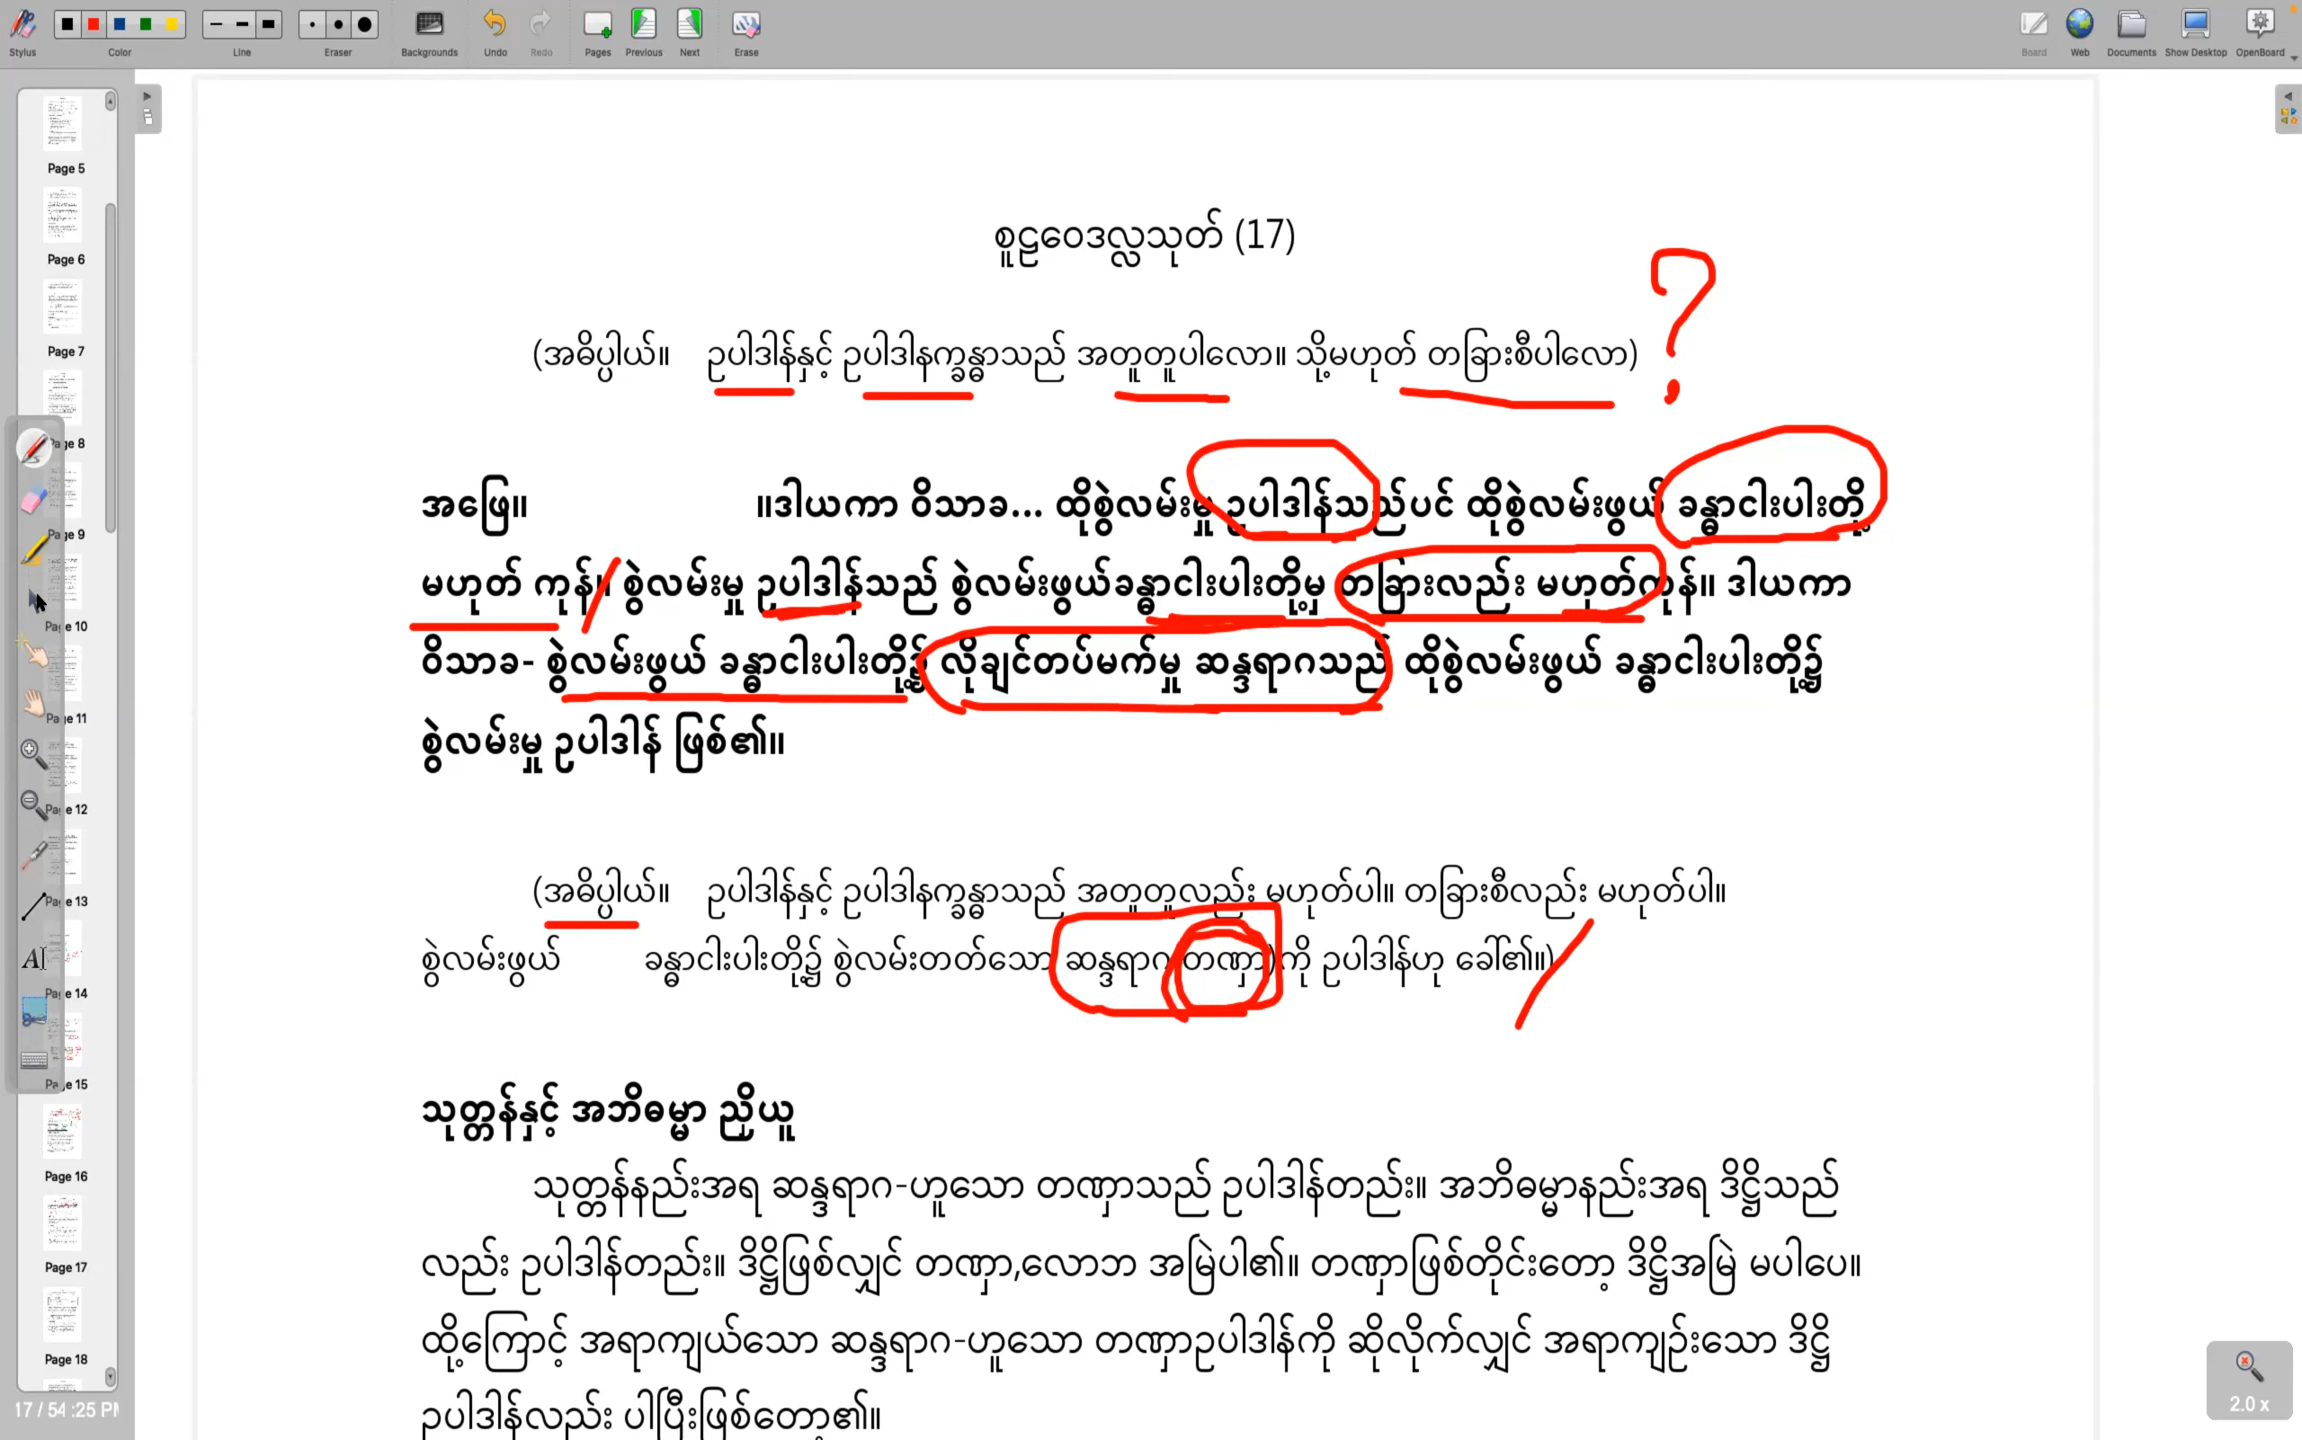 Stylus
Color
Line
Eraser
Backgrounds
Undo
Redo
Pages
Previous
Next
Erase
Board
Web
Documents
Show Desktop
OpenBoard
Page 5
Page 6
Page 7
Page 8
Page 9
Page 10
Page 11
Page 12
Page 13
Page 14
Page 15
Page 16
Page 17
Page 18
17 / 54
:25 PM
စူဠဝေဒလ္လသုတ် (17)
(အဓိပ္ပါယ်။ ဥပါဒါန်နှင့် ဥပါဒါနက္ခန္ဓာသည် အတူတူပါလော။ သို့မဟုတ် တခြားစီပါလော) ?
အဖြေ။ ။ဒါယကာ ဝိသာခ... ထိုစွဲလမ်းမှု ဥပါဒါန်သည်ပင် ထိုစွဲလမ်းဖွယ် ခန္ဓာငါးပါးတို့
မဟုတ် ကုန်။ စွဲလမ်းမှု ဥပါဒါန်သည် စွဲလမ်းဖွယ်ခန္ဓာငါးပါးတို့မှ တခြားလည်း မဟုတ်ကုန်။ ဒါယကာ
ဝိသာခ- စွဲလမ်းဖွယ် ခန္ဓာငါးပါးတို့၌ လိုချင်တပ်မက်မှု ဆန္ဒရာဂသည် ထိုစွဲလမ်းဖွယ် ခန္ဓာငါးပါးတို့၌
စွဲလမ်းမှု ဥပါဒါန် ဖြစ်၏။
(အဓိပ္ပါယ်။ ဥပါဒါန်နှင့် ဥပါဒါနက္ခန္ဓာသည် အတူတူလည်း မဟုတ်ပါ။ တခြားစီလည်း မဟုတ်ပါ။
စွဲလမ်းဖွယ် ခန္ဓာငါးပါးတို့၌ စွဲလမ်းတတ်သော ဆန္ဒရာဂ(တဏှာ)ကို ဥပါဒါန်ဟု ခေါ်၏။)
သုတ္တန်နှင့် အဘိဓမ္မာ ညှိယူ
သုတ္တန်နည်းအရ ဆန္ဒရာဂ-ဟူသော တဏှာသည် ဥပါဒါန်တည်း။ အဘိဓမ္မာနည်းအရ ဒိဋ္ဌိသည်
လည်း ဥပါဒါန်တည်း။ ဒိဋ္ဌိဖြစ်လျှင် တဏှာ,လောဘ အမြဲပါ၏။ တဏှာဖြစ်တိုင်းတော့ ဒိဋ္ဌိအမြဲ မပါပေ။
ထို့ကြောင့် အရာကျယ်သော ဆန္ဒရာဂ-ဟူသော တဏှာဥပါဒါန်ကို ဆိုလိုက်လျှင် အရာကျဉ်းသော ဒိဋ္ဌိ
ဥပါဒါန်လည်း ပါပြီးဖြစ်တော့၏။
2.0 x